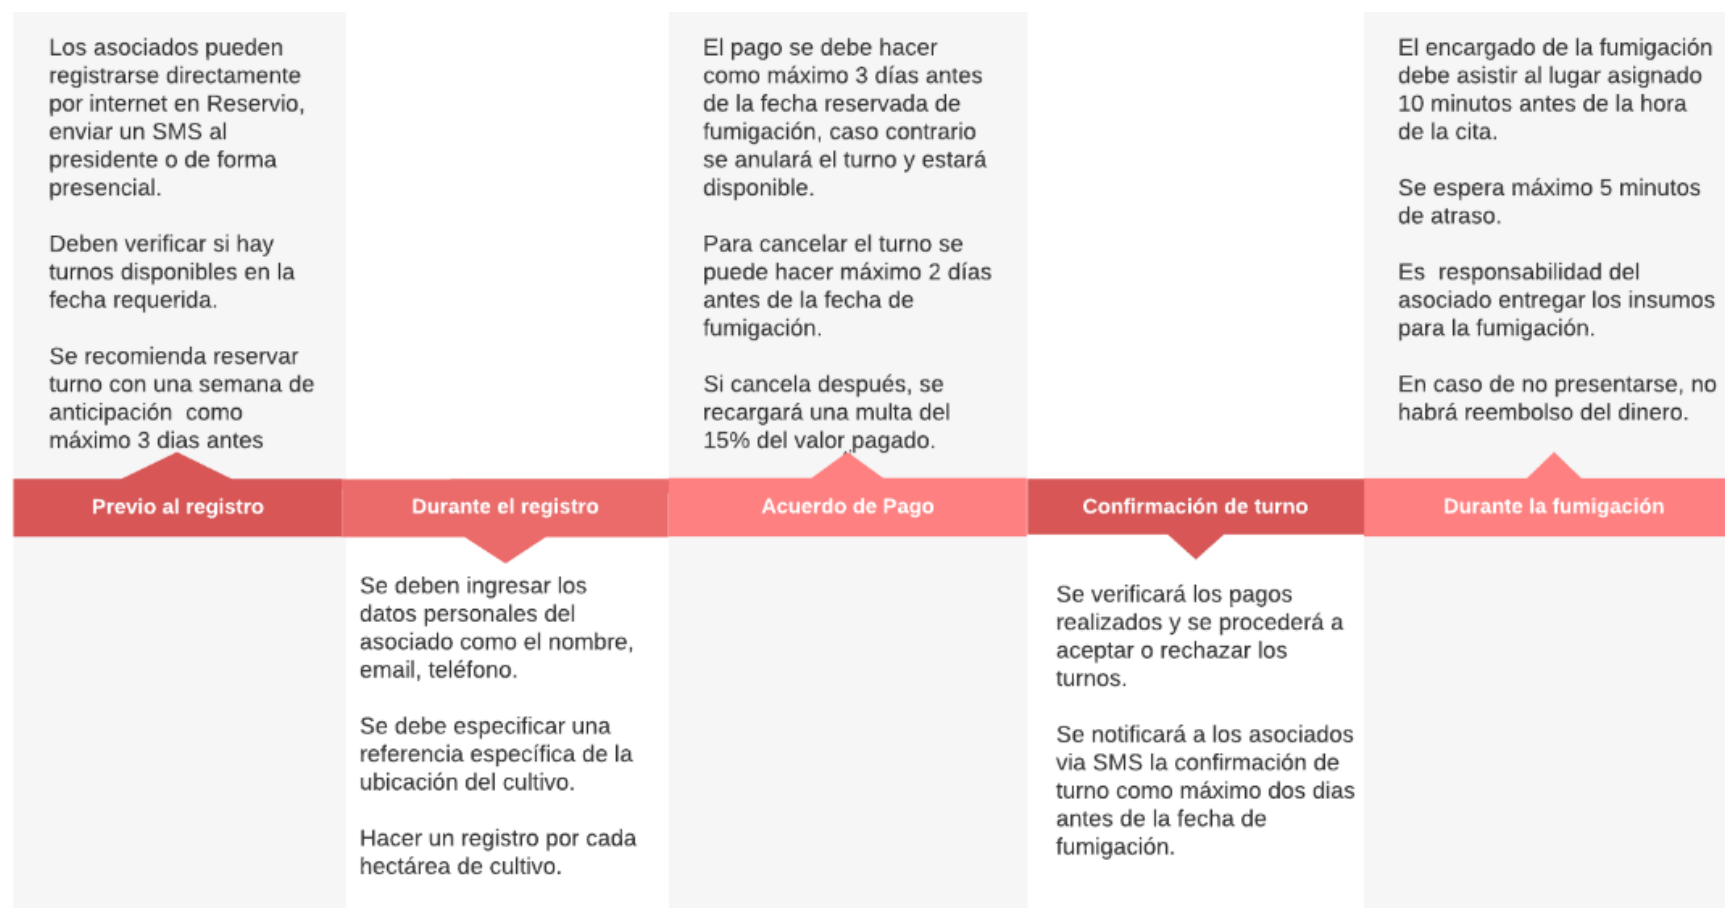 Los asociados pueden
registrarse directamente
por internet en Reservio,
enviar un SMS al
presidente o de forma
presencial.
Deben verificar si hay
turnos disponibles en la
fecha requerida.
Se recomienda reservar
turno con una semana de
anticipación como
máximo 3 dias antes
Previo al registro
Durante el registro
Se deben ingresar los
datos personales del
asociado como el nombre,
email, teléfono.
Se debe especificar una
referencia específica de la
ubicación del cultivo.
Hacer un registro por cada
hectárea de cultivo.
El pago se debe hacer
como máximo 3 días antes
de la fecha reservada de
fumigación, caso contrario
se anulará el turno y estará
disponible.
Para cancelar el turno se
puede hacer máximo 2 días
antes de la fecha de
fumigación.
Si cancela después, se
recargará una multa del
15% del valor pagado.
Acuerdo de Pago
Confirmación de turno
Se verificará los pagos
realizados y se procederá a
aceptar o rechazar los
turnos.
Se notificará a los asociados
via SMS la confirmación de
turno como máximo dos dias
antes de la fecha de
fumigación.
El encargado de la fumigación
debe asistir al lugar asignado
10 minutos antes de la hora
de la cita.
Se espera máximo 5 minutos
de atraso.
Es responsabilidad del
asociado entregar los insumos
para la fumigación.
En caso de no presentarse, no
habrá reembolso del dinero.
Durante la fumigación